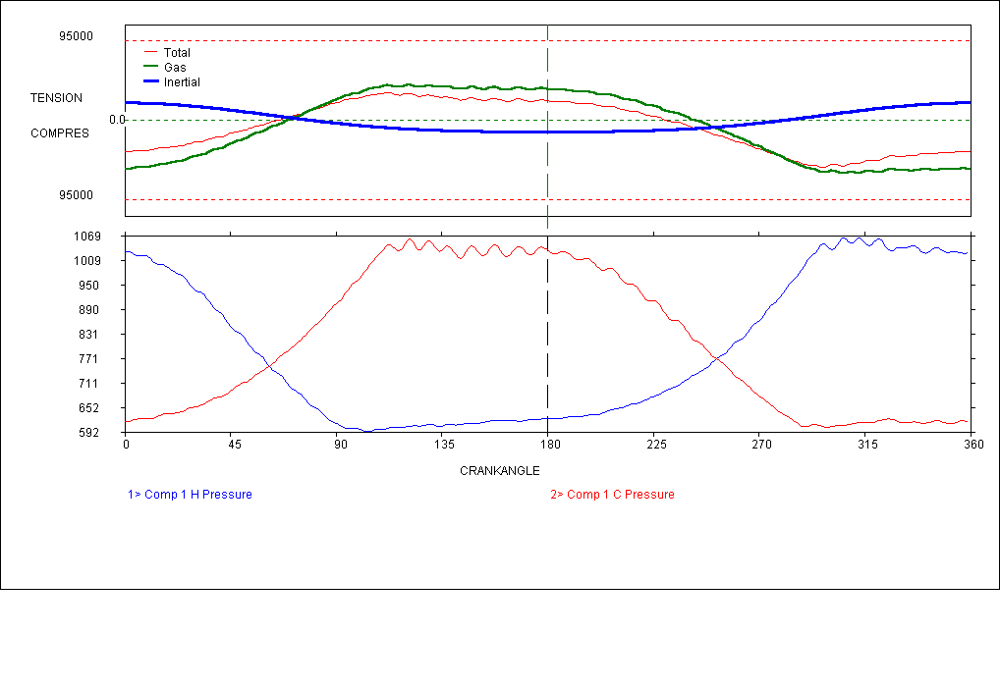 95000
Total
Gas
Inertial
TENSION
0.0
COMPRES
95000
1069
1009
950
890
831
771
711
652
592
0 45 90 135 180 225 270 315 360
CRANKANGLE
1> Comp 1 H Pressure 2> Comp 1 C Pressure